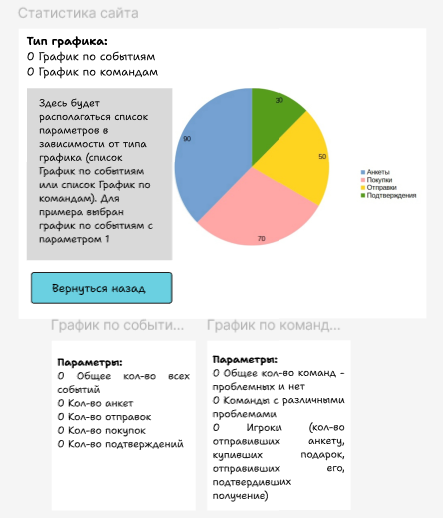 Статистика сайта
Тип графика:
О График по событиям
О График по командам
Здесь будет
располагаться список
параметров в
зависимости от типа
графика (список
График по событиям
или список График по
командам). Для
примера выбран
график по событиям с
параметром 1
30
90
50
70
Анкеты
Покупки
Отправки
Подтверждения
Вернуться назад
График по событи...
График по команд...
Параметры:
О Общее кол-во всех
событий
О Кол-во анкет
О Кол-во отправок
О Кол-во покупок
О Кол-во подтверждений
Параметры:
О Общее кол-во команд -
проблемных и нет
О Команды с различными
проблемами
О Игроки (кол-во
отправивших анкету,
купивших подарок,
отправивших его,
подтвердивших
получение)